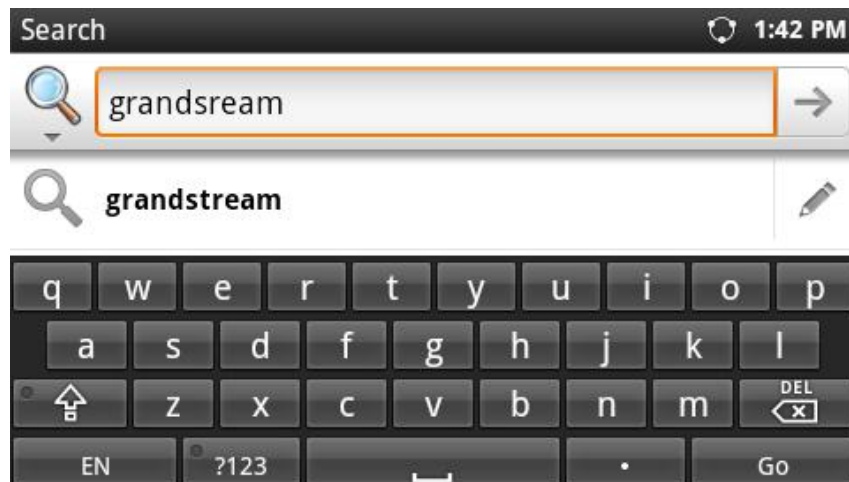 Search 1:42 PM
grandsream
grandstream
q w e r t y u i o p
a s d f g h j k l
z x c v b n m DEL
EN ?123 . Go